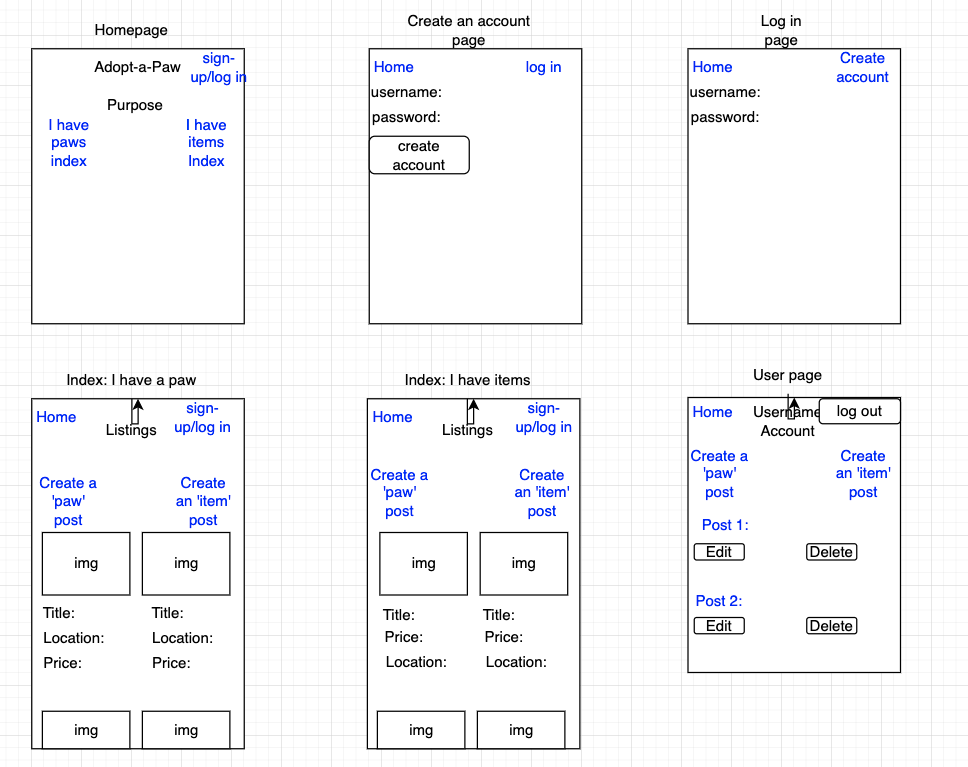 Homepage
Adopt-a-Paw
sign-
up/log in
Purpose
I have
paws
index
I have
items
Index
Create an account
page
Home
log in
username:
password:
create
account
Log in
page
Home
Create
account
username:
password:
Index: I have a paw
Home
sign-
up/log in
Listings
Create a
'paw'
post
Create
an 'item'
post
img
img
Title:
Title:
Location:
Location:
Price:
Price:
img
img
Index: I have items
Home
sign-
up/log in
Listings
Create a
'paw'
post
Create
an 'item'
post
img
img
Title:
Title:
Price:
Price:
Location:
Location:
img
img
User page
Home
Username
Account
log out
Create a
'paw'
post
Create
an 'item'
post
Post 1:
Edit
Delete
Post 2:
Edit
Delete